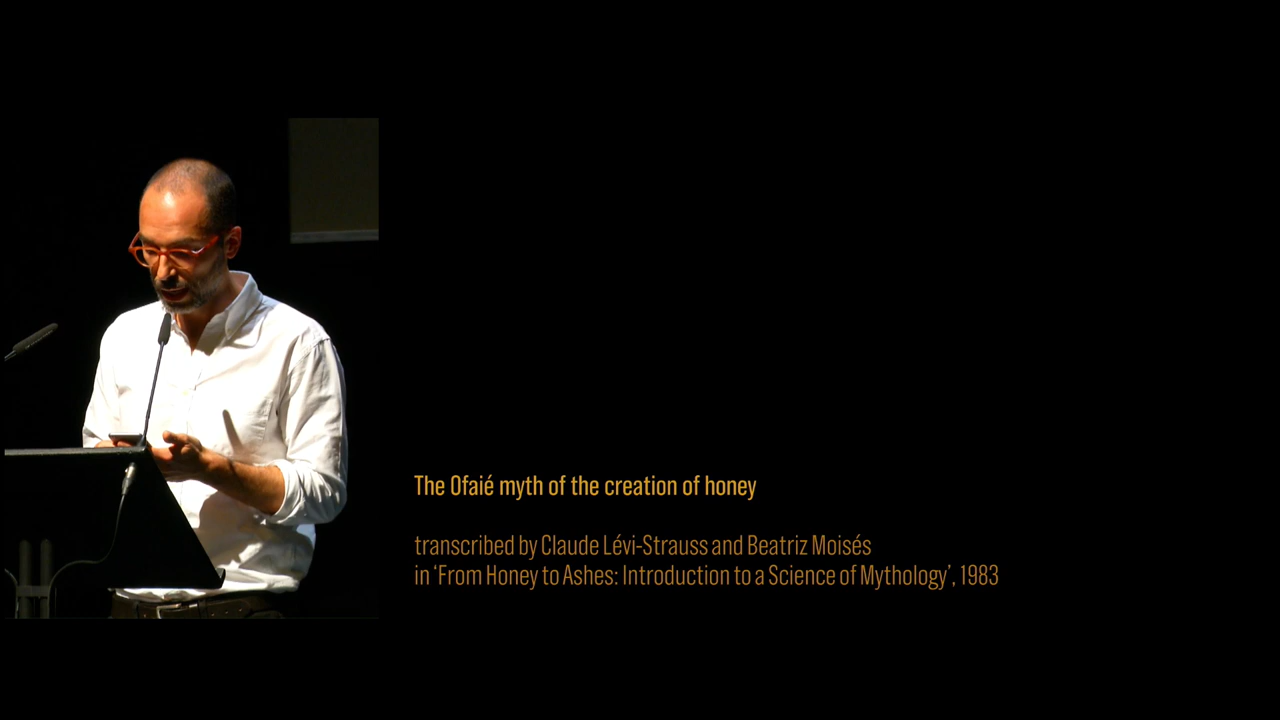 The Ofaié myth of the creation of honey
transcribed by Claude Lévi-Strauss and Beatriz Moisés
in ‘From Honey to Ashes: Introduction to a Science of Mythology’, 1983